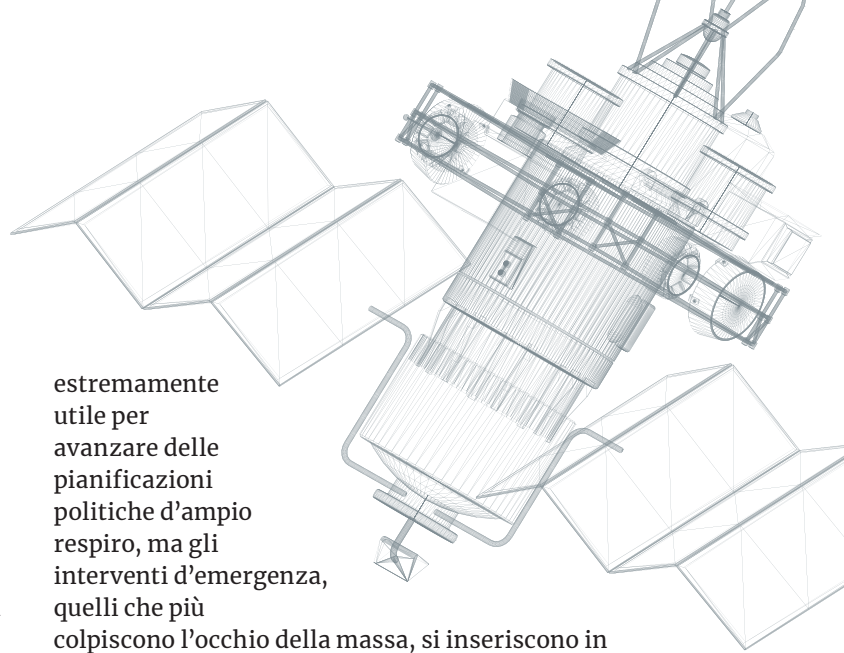 estremamente
utile per
avanzare delle
pianificazioni
politiche d’ampio
respiro, ma gli
interventi d’emergenza,
quelli che più
colpiscono l’occhio della massa, si inseriscono in